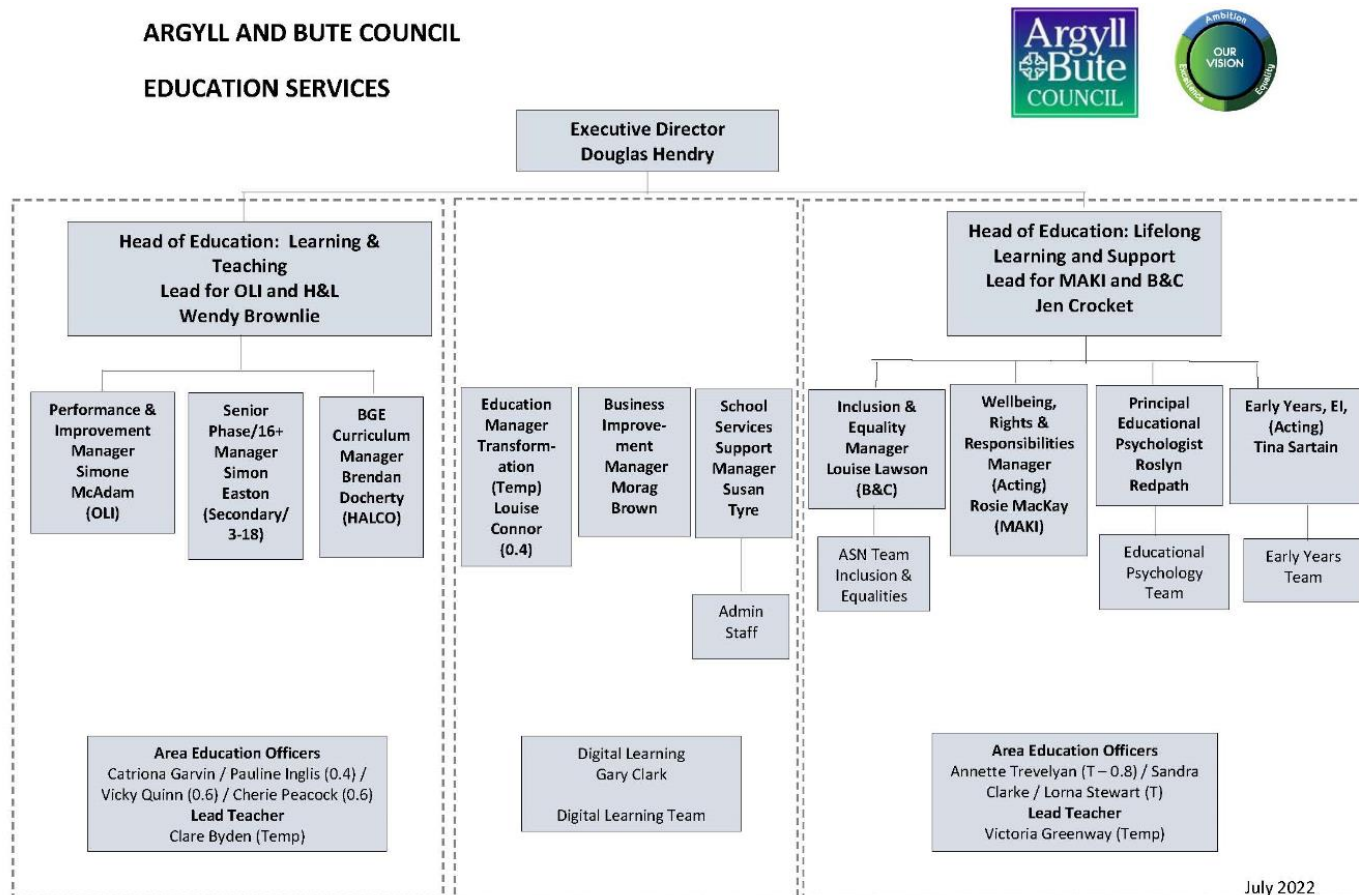 ARGYLL AND BUTE COUNCIL
EDUCATION SERVICES
Argyll
Bute
COUNCIL
Ambition
OUR
VISION
Excellence
Equality
Executive Director
Douglas Hendry
Head of Education: Learning &
Teaching
Lead for OLI and H&L
Wendy Brownlie
Head of Education: Lifelong
Learning and Support
Lead for MAKI and B&C
Jen Crocket
Performance &
Improvement
Manager
Simone
McAdam
(OLI)
Senior
Phase/16+
Manager
Simon
Easton
(Secondary/
3-18)
BGE
Curriculum
Manager
Brendan
Docherty
(HALCO)
Education
Manager
Transform-
ation
(Temp)
Louise
Connor
(0.4)
Business
Improve-
ment
Manager
Morag
Brown
School
Services
Support
Manager
Susan
Tyre
Admin
Staff
Inclusion &
Equality
Manager
Louise Lawson
(B&C)
ASN Team
Inclusion &
Equalities
Wellbeing,
Rights &
Responsibilities
Manager
(Acting)
Rosie MacKay
(MAKI)
Principal
Educational
Psychologist
Roslyn
Redpath
Educational
Psychology
Team
Early Years, EI,
(Acting)
Tina Sartain
Early Years
Team
Area Education Officers
Catriona Garvin / Pauline Inglis (0.4) /
Vicky Quinn (0.6) / Cherie Peacock (0.6)
Lead Teacher
Clare Byden (Temp)
Digital Learning
Gary Clark
Digital Learning Team
Area Education Officers
Annette Trevelyan (T – 0.8) / Sandra
Clarke / Lorna Stewart (T)
Lead Teacher
Victoria Greenway (Temp)
July 2022